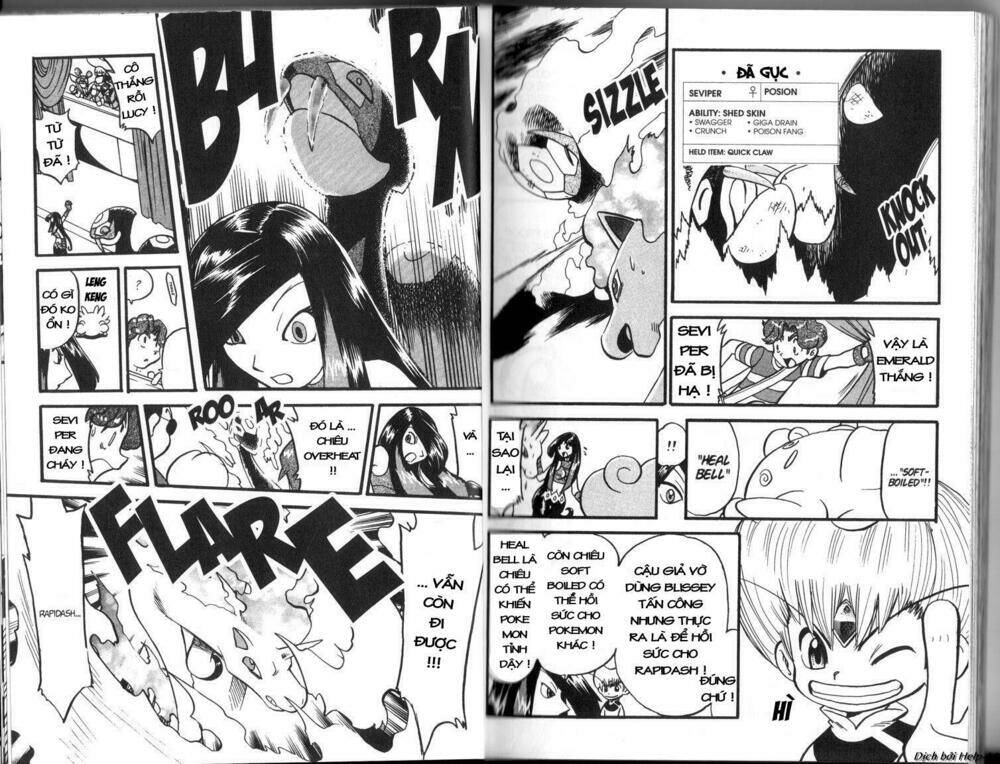 CÔ
THẮNG
RỒI
LUCY !
TỪ
TỪ
ĐÃ !
BURN
LENG
KENG
?
CÓ GÌ
ĐÓ KO
ỔN !
SEVI
PER
ĐANG
CHÁY !
ROO
AR
ĐÓ LÀ ...
CHIÊU
OVERHEAT
!!
VÀ
...
FLARE
RAPIDASH...
... VẪN
CÒN
ĐI
ĐƯỢC
!!!
SIZZLE
• ĐÃ GỤC •
SEVIPER ♀ POSION
ABILITY: SHED SKIN
• SWAGGER • GIGA DRAIN
• CRUNCH • POISON FANG
HELD ITEM: QUICK CLAW
KNOCK
OUT
VẬY LÀ
EMERALD
THẮNG !
SEVI
PER
ĐÃ BỊ
HẠ !
..."SOFT-
BOILED"!!
"HEAL
BELL"
!!
TẠI
SAO
LẠI
...
CẬU GIẢ VỜ
DÙNG BLISSEY
TẤN CÔNG
NHƯNG THỰC
RA LÀ ĐỂ HỒI
SỨC CHO
RAPIDASH !
ĐÚNG
CHỨ !
CÒN CHIÊU
SOFT
BOILED CÓ
THỂ HỒI
SỨC CHO
POKEMON
KHÁC !
HEAL
BELL LÀ
CHIÊU
CÓ THỂ
KHIẾN
POKE
MON
TỈNH
DẬY !
HÌ
Dịch bởi Help